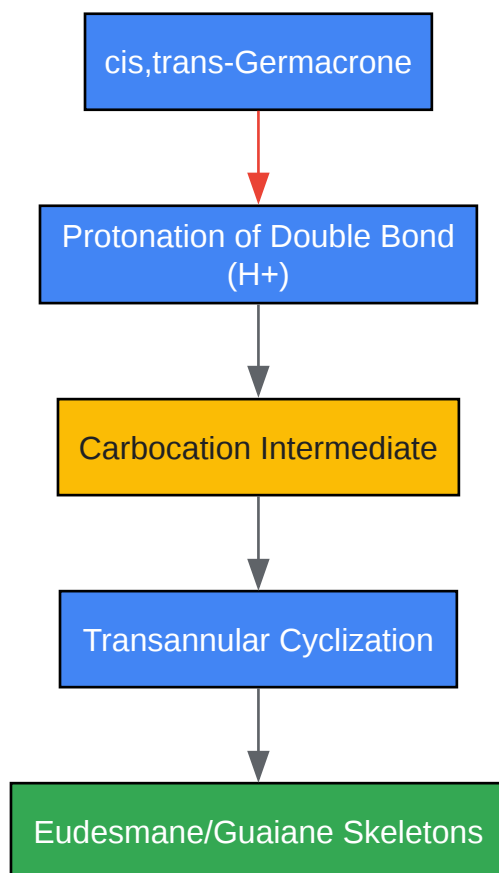 cis,trans-Germacrone
Protonation of Double Bond
(H+)
Carbocation Intermediate
Transannular Cyclization
Eudesmane/Guaiane Skeletons